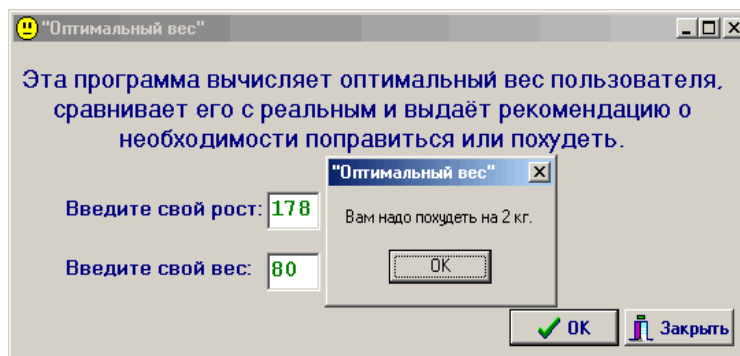 "Оптимальный вес"
Эта программа вычисляет оптимальный вес пользователя,
сравнивает его с реальным и выдаёт рекомендацию о
необходимости поправиться или похудеть.
"Оптимальный вес"
Введите свой рост: 178
Вам надо похудеть на 2 кг.
OK
Введите свой вес: 80
OK
Закрыть